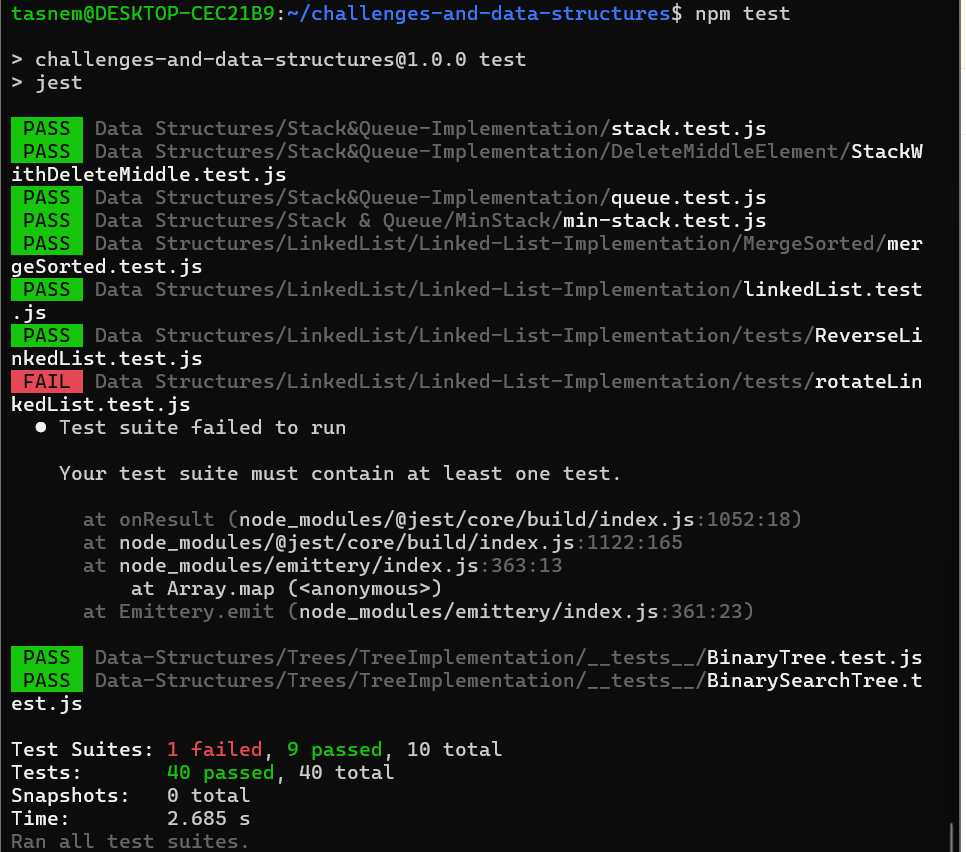 tasnem@DESKTOP-CEC21B9:~/challenges-and-data-structures$ npm test
> challenges-and-data-structures@1.0.0 test
> jest
PASS Data Structures/Stack&Queue-Implementation/stack.test.js
PASS Data Structures/Stack&Queue-Implementation/DeleteMiddleElement/StackW
ithDeleteMiddle.test.js
PASS Data Structures/Stack&Queue-Implementation/queue.test.js
PASS Data Structures/Stack & Queue/MinStack/min-stack.test.js
PASS Data Structures/LinkedList/Linked-List-Implementation/MergeSorted/mer
geSorted.test.js
PASS Data Structures/LinkedList/Linked-List-Implementation/linkedList.test
.js
PASS Data Structures/LinkedList/Linked-List-Implementation/tests/ReverseLi
nkedList.test.js
FAIL Data Structures/LinkedList/Linked-List-Implementation/tests/rotateLin
kedList.test.js
● Test suite failed to run
Your test suite must contain at least one test.
at onResult (node_modules/@jest/core/build/index.js:1052:18)
at node_modules/@jest/core/build/index.js:1122:165
at node_modules/emittery/index.js:363:13
at Array.map (<anonymous>)
at Emittery.emit (node_modules/emittery/index.js:361:23)
PASS Data-Structures/Trees/TreeImplementation/__tests__/BinaryTree.test.js
PASS Data-Structures/Trees/TreeImplementation/__tests__/BinarySearchTree.t
est.js
Test Suites: 1 failed, 9 passed, 10 total
Tests: 40 passed, 40 total
Snapshots: 0 total
Time: 2.685 s
Ran all test suites.